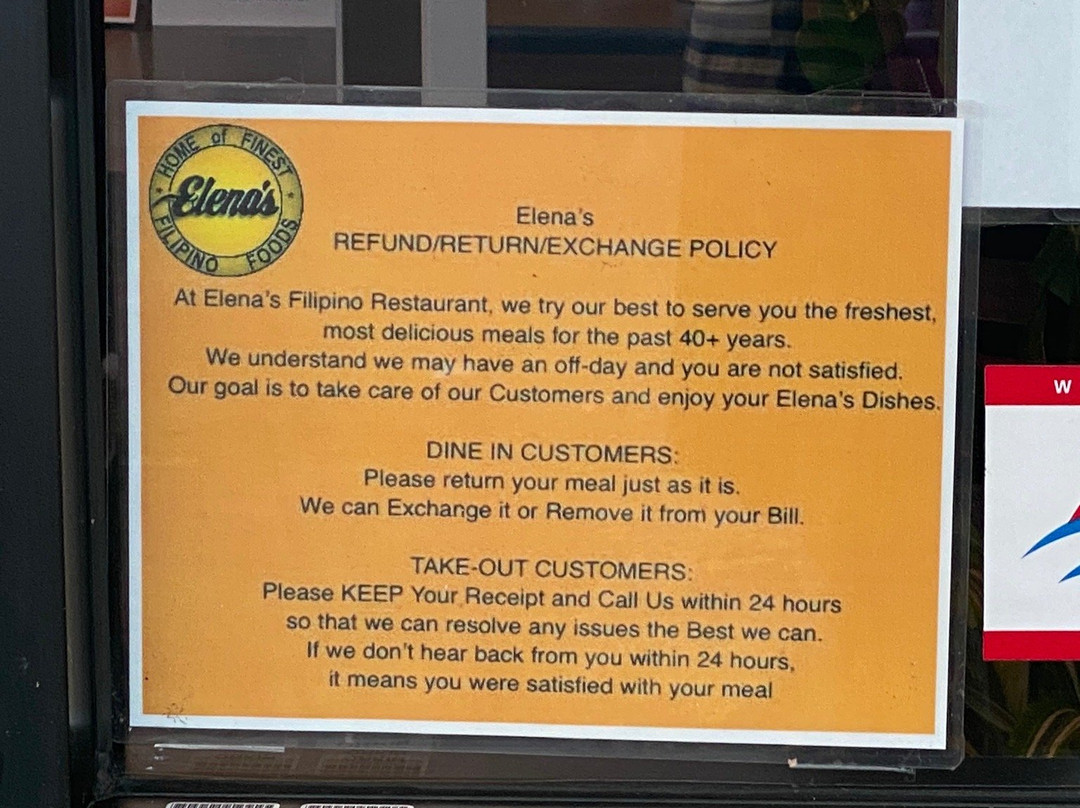 HOME of FINEST
Elena's
FILIPINO FOODS
Elena's
REFUND/RETURN/EXCHANGE POLICY
At Elena's Filipino Restaurant, we try our best to serve you the freshest,
most delicious meals for the past 40+ years.
We understand we may have an off-day and you are not satisfied.
Our goal is to take care of our Customers and enjoy your Elena's Dishes.
DINE IN CUSTOMERS:
Please return your meal just as it is.
We can Exchange it or Remove it from your Bill.
TAKE-OUT CUSTOMERS:
Please KEEP Your Receipt and Call Us within 24 hours
so that we can resolve any issues the Best we can.
If we don't hear back from you within 24 hours,
it means you were satisfied with your meal
W